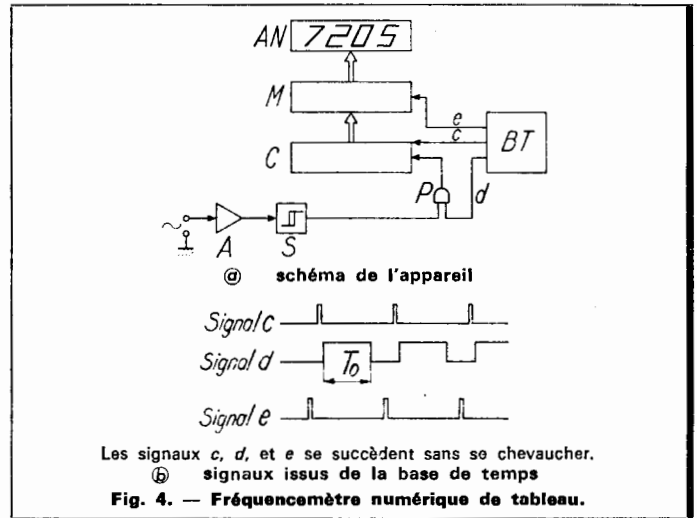 AN 7205
M
e
c
BT
C
P
d
A
S
ⓐ schéma de l'appareil
Signal c
Signal d
T₀
Signal e
Les signaux c, d, et e se succèdent sans se chevaucher.
ⓑ signaux issus de la base de temps
Fig. 4. — Fréquencemètre numérique de tableau.